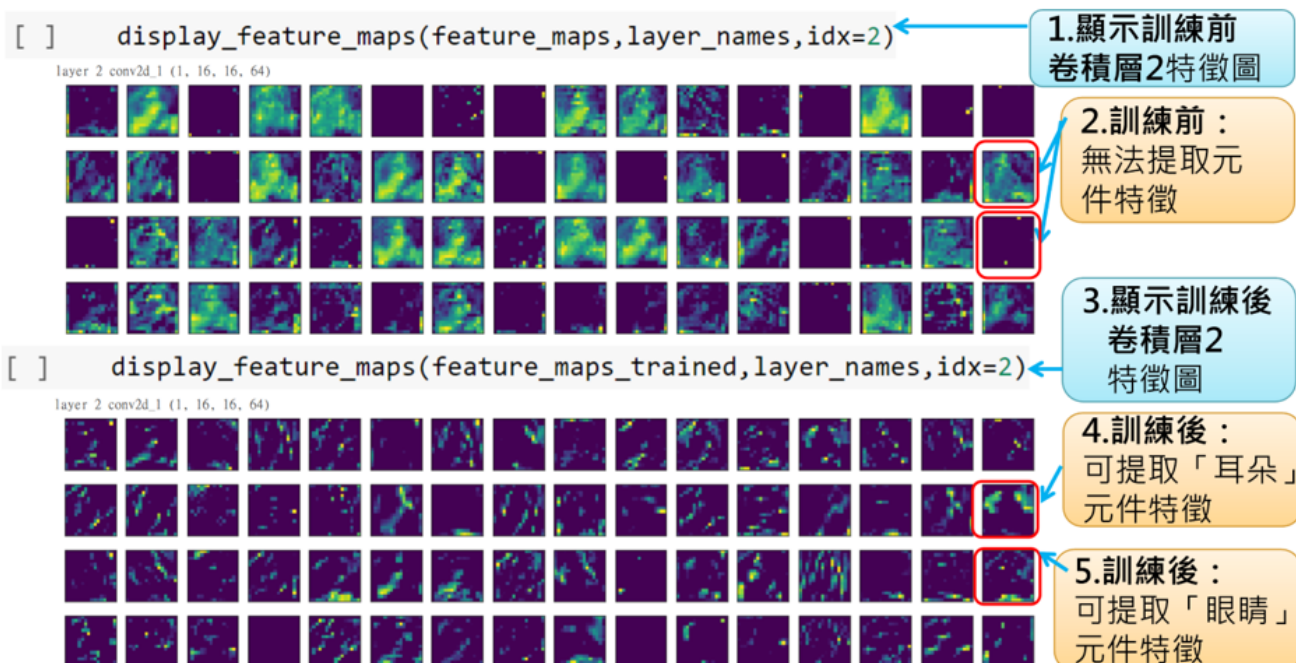 [ ] display_feature_maps(feature_maps,layer_names,idx=2)
1.顯示訓練前
卷積層2特徵圖
layer 2 conv2d_1 (1, 16, 16, 64)
2.訓練前：
無法提取元
件特徵
3.顯示訓練後
卷積層2
特徵圖
[ ] display_feature_maps(feature_maps_trained,layer_names,idx=2)
layer 2 conv2d_1 (1, 16, 16, 64)
4.訓練後：
可提取「耳朵」
元件特徵
5.訓練後：
可提取「眼睛」
元件特徵